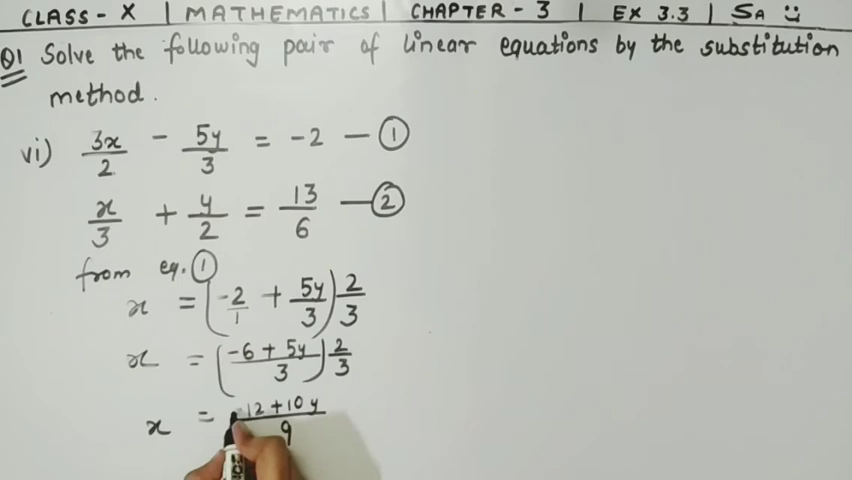 CLASS - X | MATHEMATICS | CHAPTER - 3 | EX 3.3 | SA
Q1 Solve the following pair of linear equations by the substitution
method.
vi) 3x/2 - 5y/3 = -2 — ①
x/3 + y/2 = 13/6 — ②
from eq. ①
x = (-2/1 + 5y/3) 2/3
x = (-6 + 5y/3) 2/3
x = -12 + 10y/9